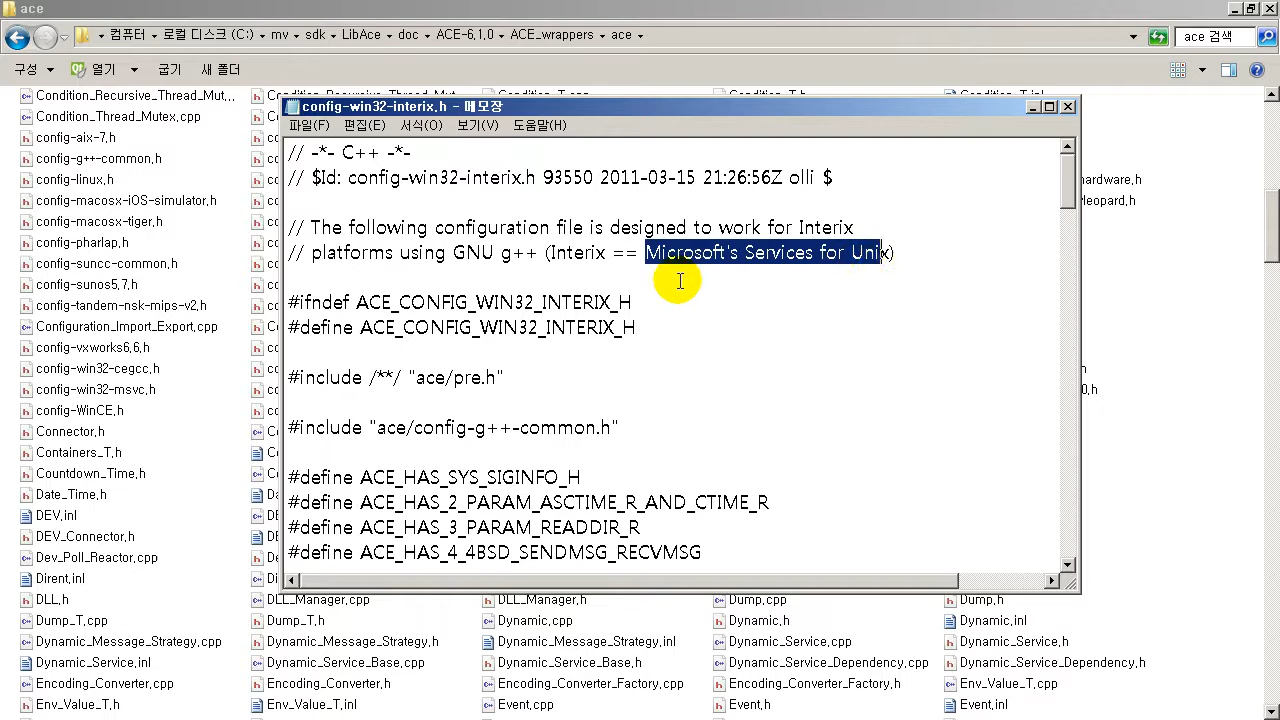 ace
컴퓨터 ▸ 로컬 디스크 (C:) ▸ mv ▸ sdk ▸ LibAce ▸ doc ▸ ACE-6.1.0 ▸ ACE_wrappers ▸ ace
ace 검색
구성 열기 굽기 새 폴더
Condition_Recursive_Thread_Mut...
Condition_Thread_Mutex.cpp
config-aix-7.h
config-g++-common.h
config-linux.h
config-macosx-iOS-simulator.h
config-macosx-tiger.h
config-pharlap.h
config-sunos5.7.h
config-tandem-nsk-mips-v2.h
Configuration_Import_Export.cpp
config-vxworks6.6.h
config-win32-cegcc.h
config-win32-msvc.h
config-WinCE.h
Connector.h
Containers_T.h
Countdown_Time.h
Date_Time.h
DEV.inl
DEV_Connector.h
Dev_Poll_Reactor.cpp
Dirent.inl
config-win32-interix.h - 메모장
파일(F) 편집(E) 서식(O) 보기(V) 도움말(H)
// -*- C++ -*-
// $Id: config-win32-interix.h 93550 2011-03-15 21:26:56Z olli $
// The following configuration file is designed to work for Interix
// platforms using GNU g++ (Interix == Microsoft's Services for Unix)
#ifndef ACE_CONFIG_WIN32_INTERIX_H
#define ACE_CONFIG_WIN32_INTERIX_H
#include /**/ "ace/pre.h"
#include "ace/config-g++-common.h"
#define ACE_HAS_SYS_SIGINFO_H
#define ACE_HAS_2_PARAM_ASCTIME_R_AND_CTIME_R
#define ACE_HAS_3_PARAM_READDIR_R
#define ACE_HAS_4_4BSD_SENDMSG_RECVMSG
DLL.h DLL_Manager.cpp DLL_Manager.h Dump.cpp Dump.h
Dump_T.cpp Dump_T.h Dynamic.cpp Dynamic.h Dynamic.inl
Dynamic_Message_Strategy.cpp Dynamic_Message_Strategy.h Dynamic_Message_Strategy.inl Dynamic_Service.cpp Dynamic_Service.h
Dynamic_Service.inl Dynamic_Service_Base.cpp Dynamic_Service_Base.h Dynamic_Service_Dependency.cpp Dynamic_Service_Dependency.h
Encoding_Converter.cpp Encoding_Converter.h Encoding_Converter_Factory.cpp Encoding_Converter_Factory.h Env_Value_T.cpp
Env_Value_T.h Env_Value_T.inl Event.cpp Event.h Event.inl